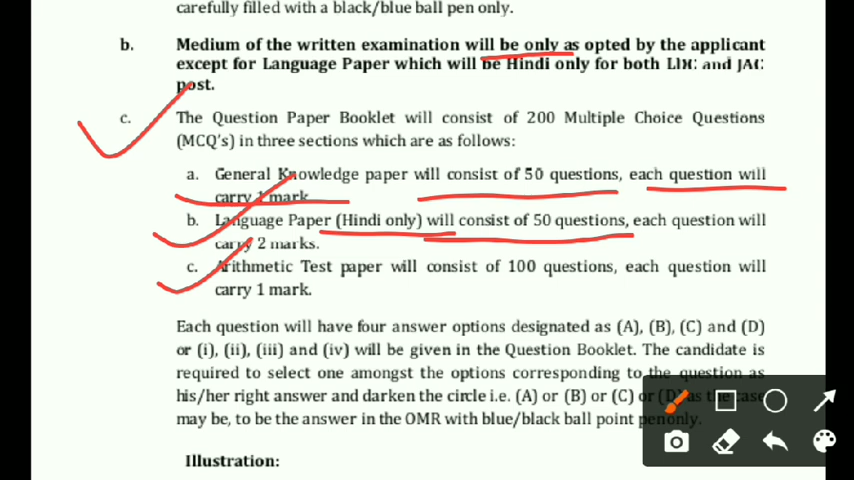 carefully filled with a black/blue ball pen only.
b. Medium of the written examination will be only as opted by the applicant
except for Language Paper which will be Hindi only for both LDC and JAC
post.
c. The Question Paper Booklet will consist of 200 Multiple Choice Questions
(MCQ's) in three sections which are as follows:
a. General Knowledge paper will consist of 50 questions, each question will
carry 1 mark
b. Language Paper (Hindi only) will consist of 50 questions, each question will
carry 2 marks.
c. Arithmetic Test paper will consist of 100 questions, each question will
carry 1 mark.
Each question will have four answer options designated as (A), (B), (C) and (D)
or (i), (ii), (iii) and (iv) will be given in the Question Booklet. The candidate is
required to select one amongst the options corresponding to the question as
his/her right answer and darken the circle i.e. (A) or (B) or (C) or (D) as the case
may be, to be the answer in the OMR with blue/black ball point pen only.
Illustration: